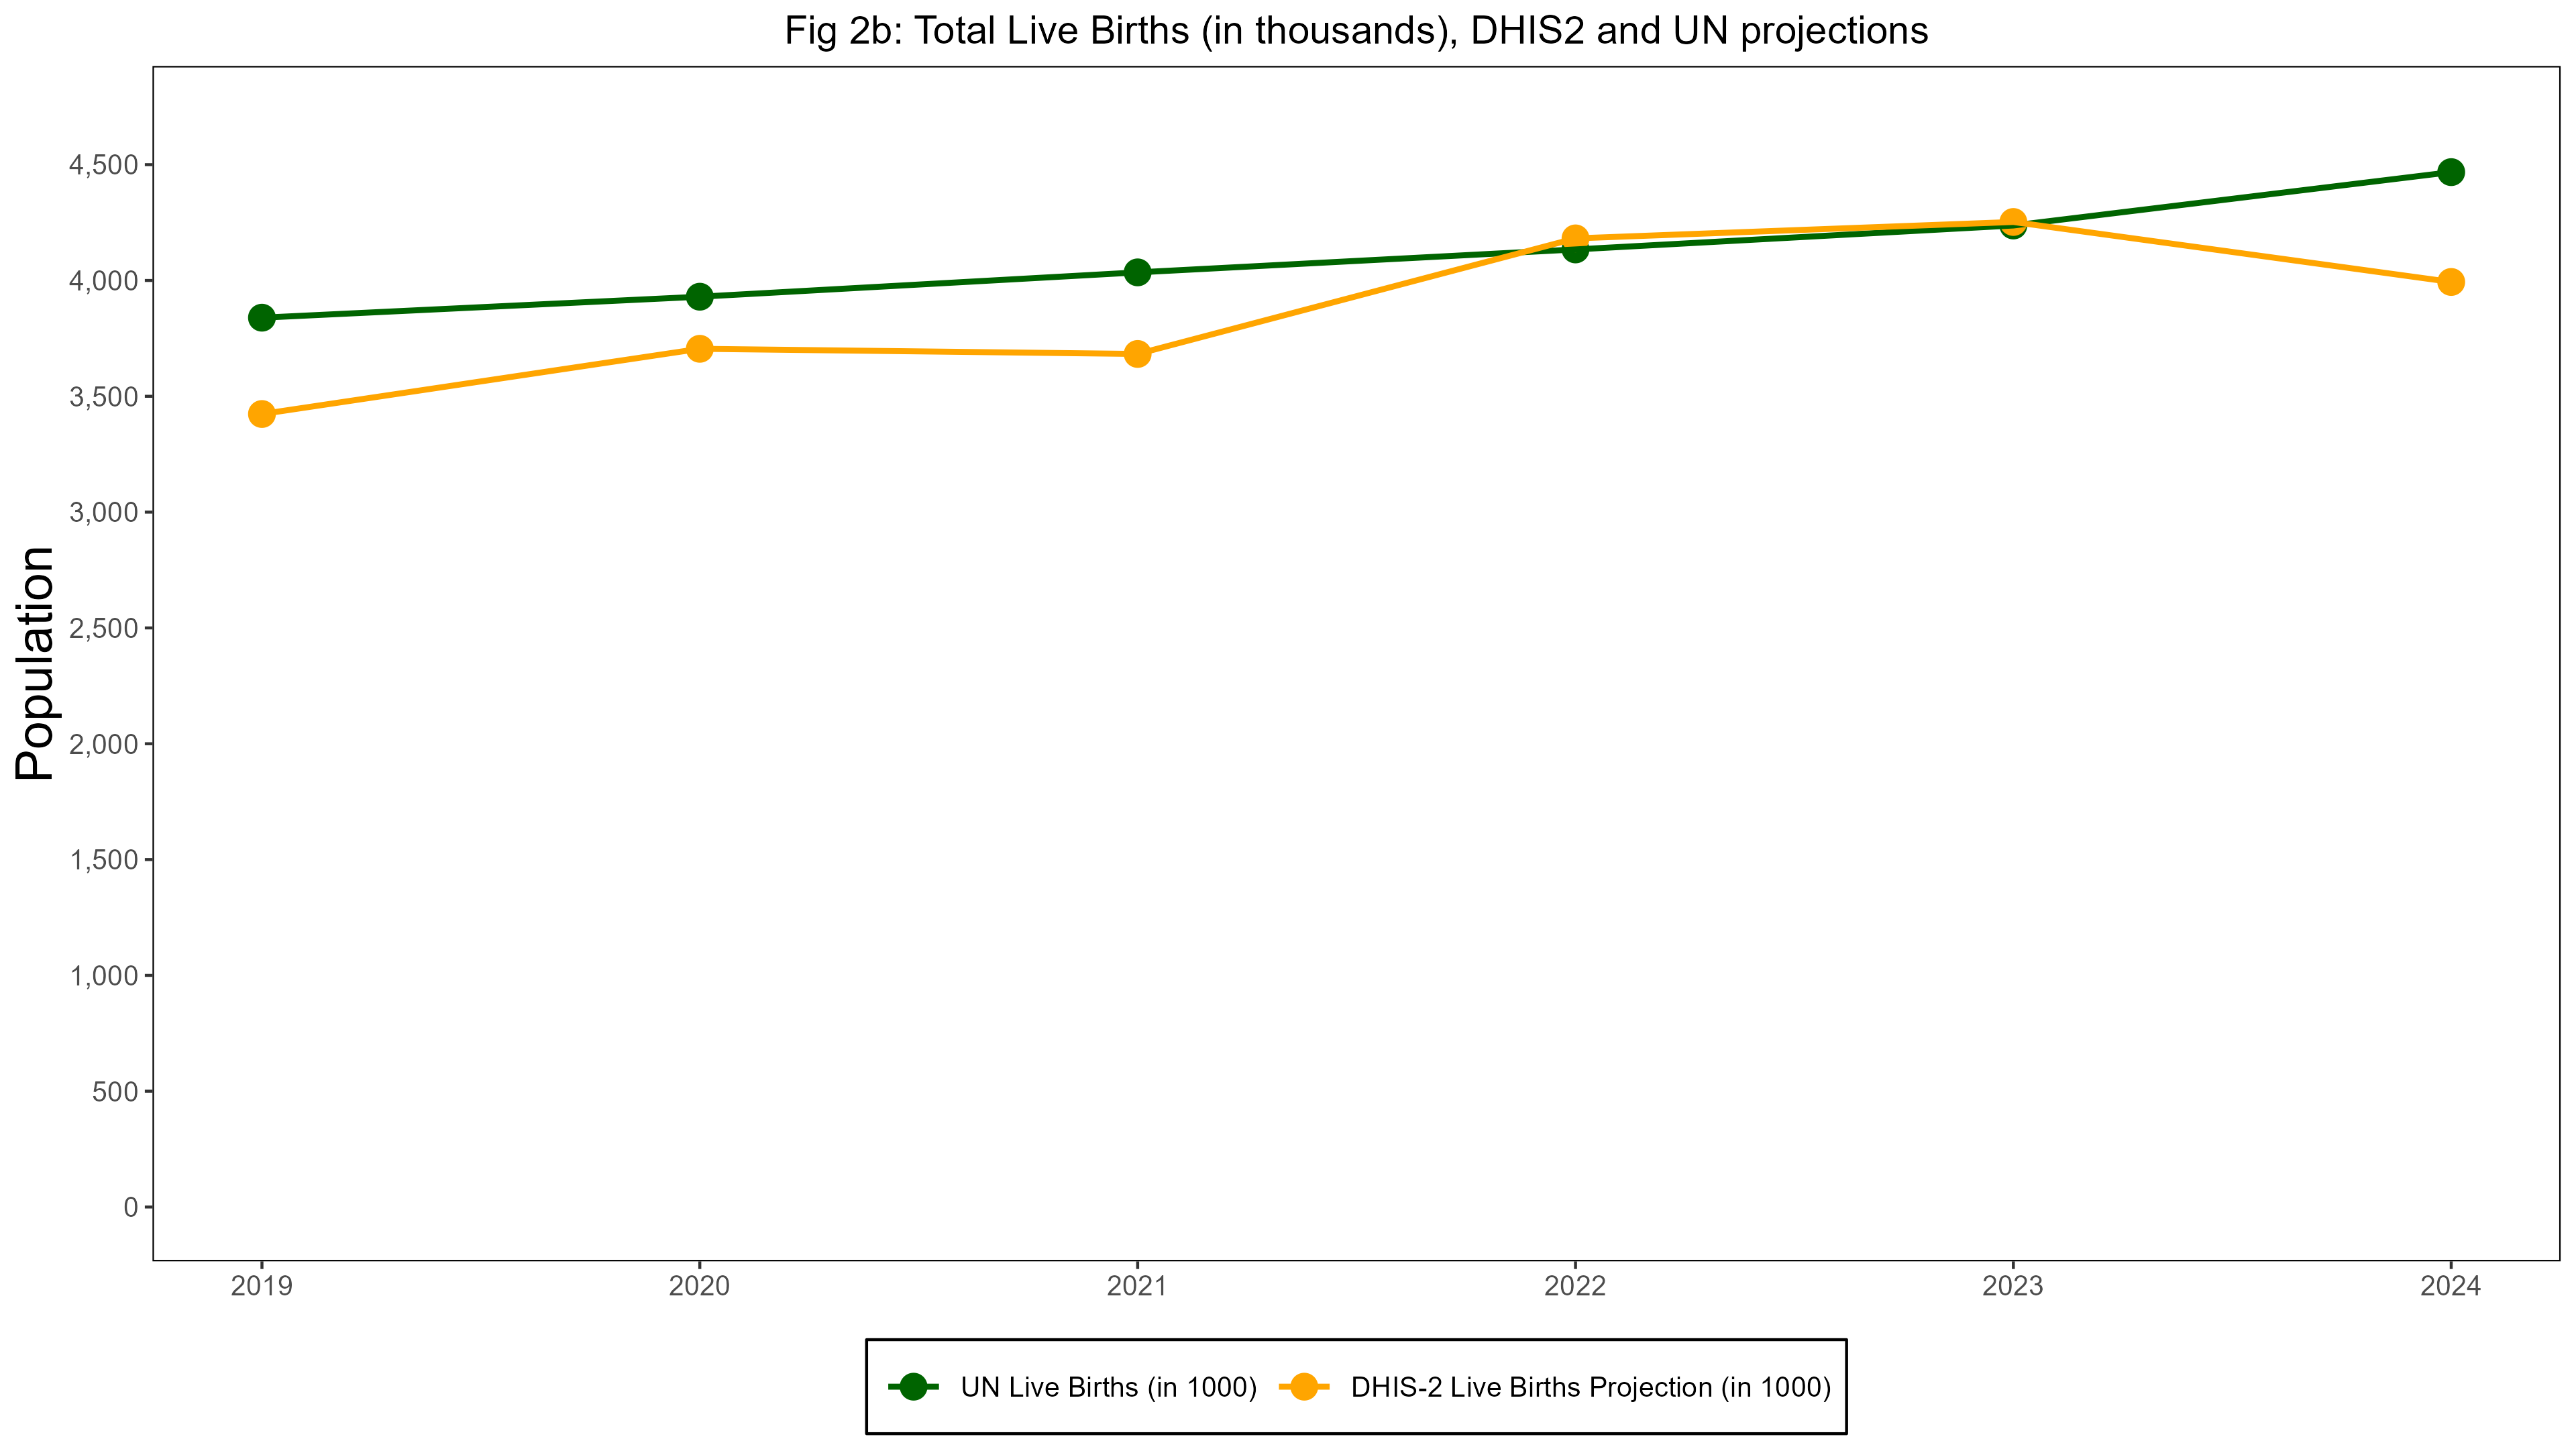 Fig 2b: Total Live Births (in thousands), DHIS2 and UN projections
Population
4,500
4,000
3,500
3,000
2,500
2,000
1,500
1,000
500
0
2019 2020 2021 2022 2023 2024
UN Live Births (in 1000) DHIS-2 Live Births Projection (in 1000)